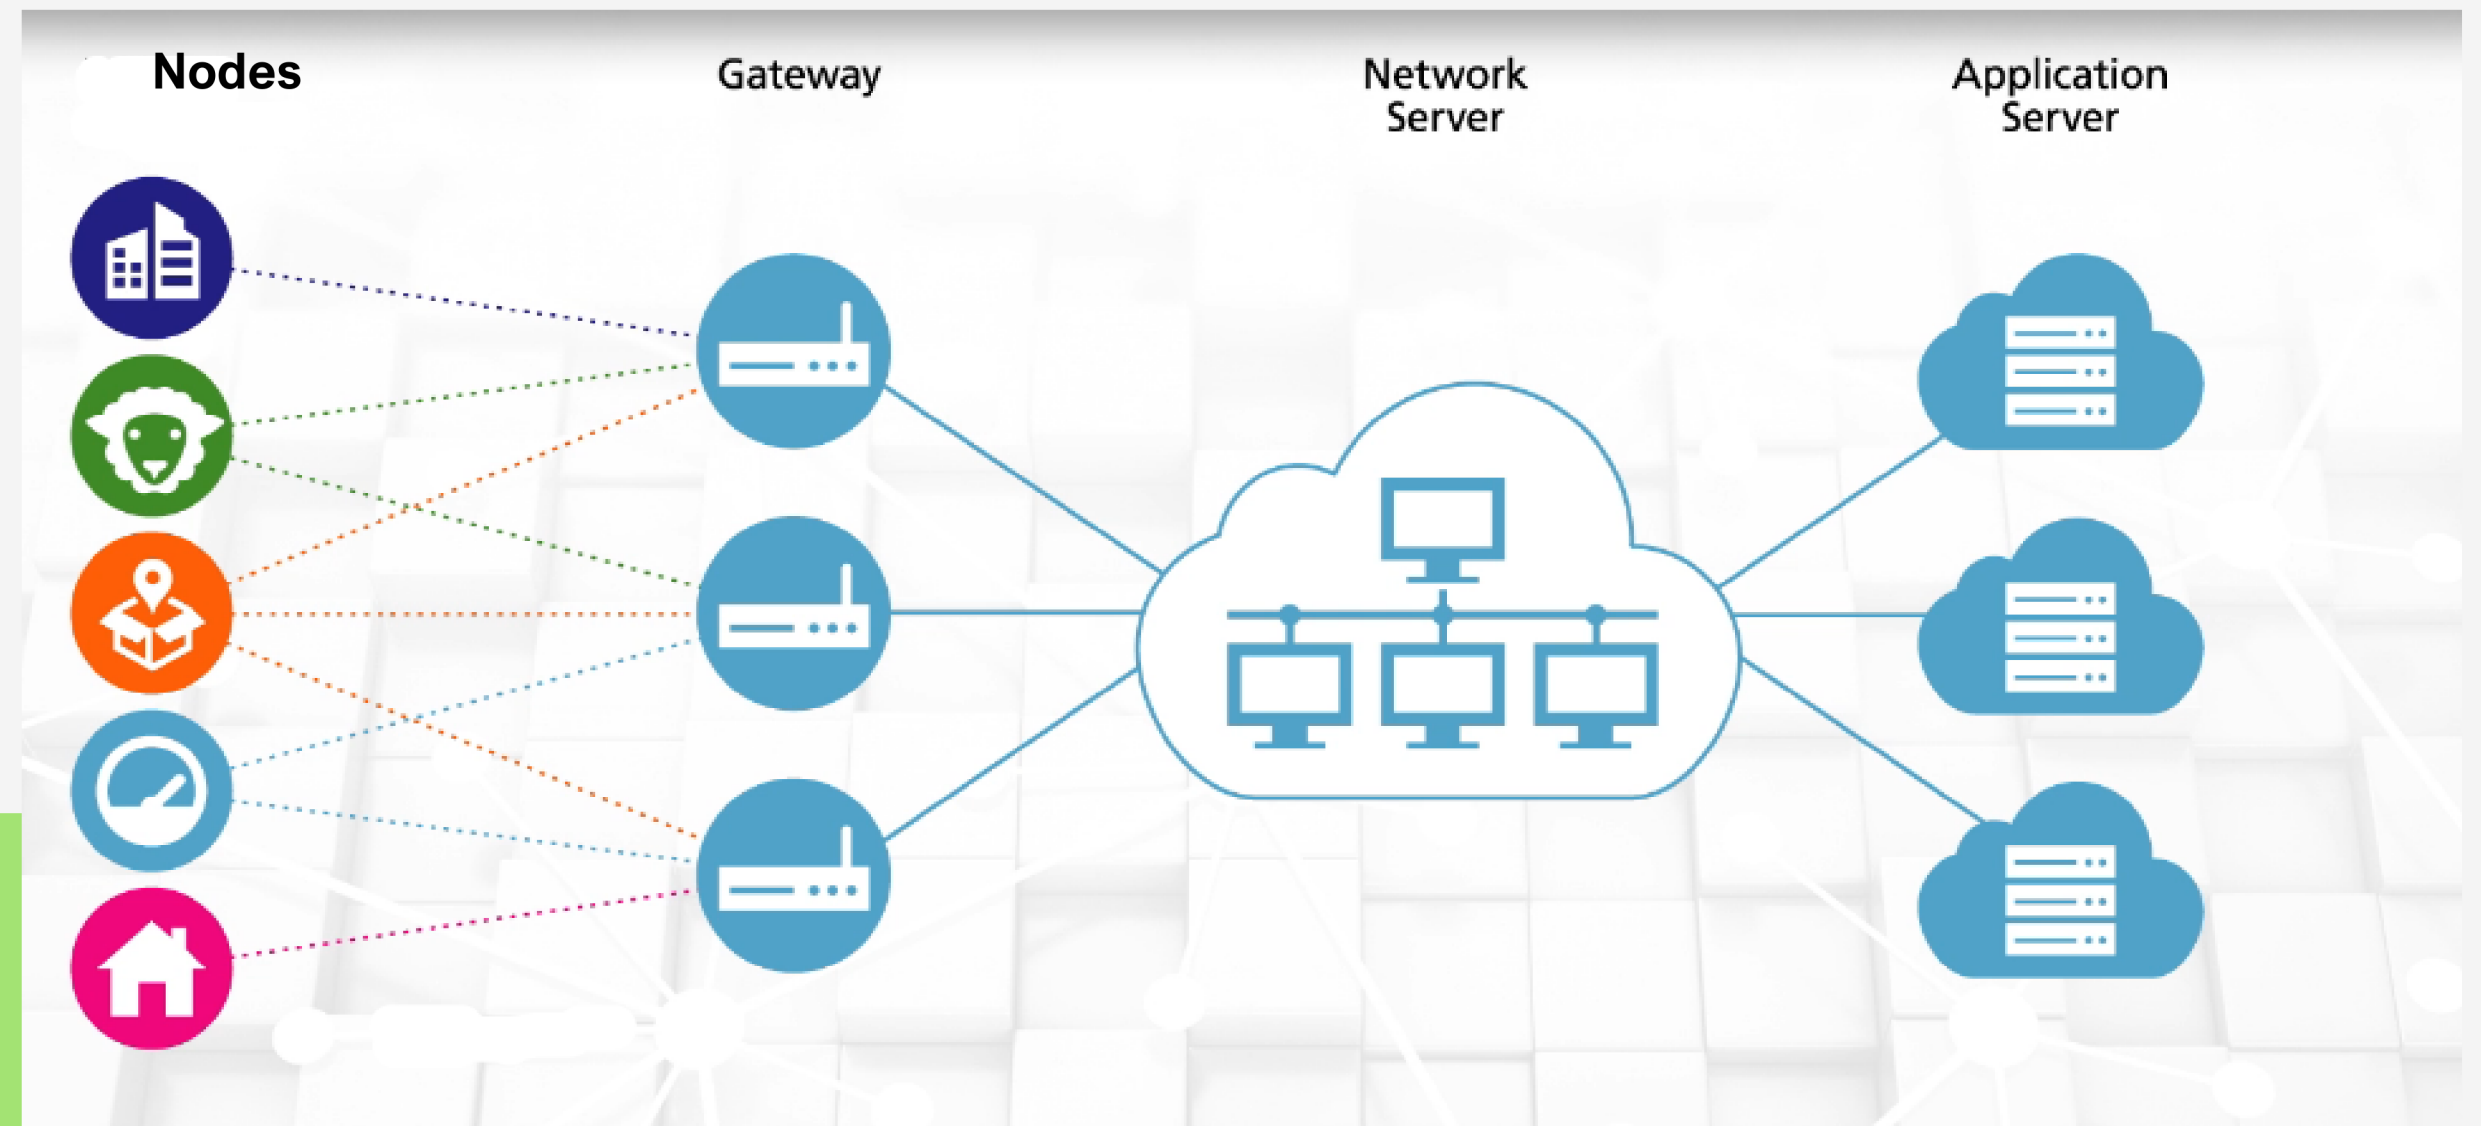 Nodes
Gateway
Network
Server
Application
Server